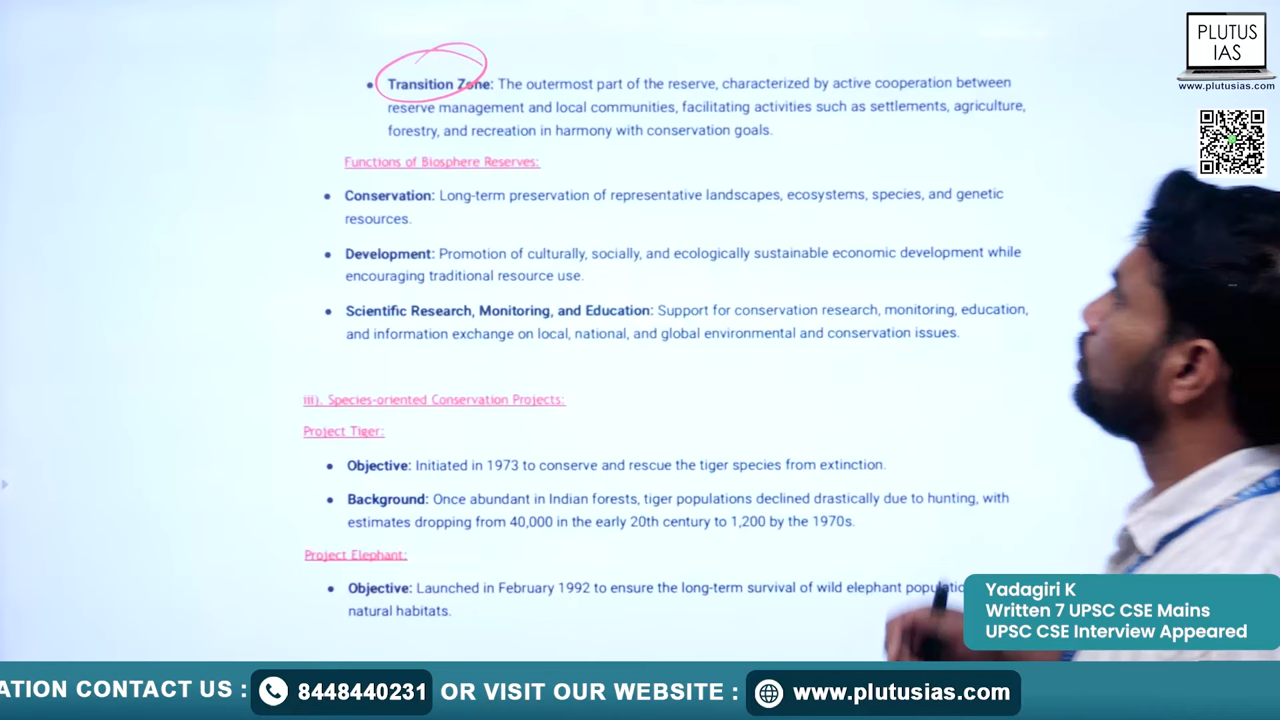 PLUTUS
IAS
www.plutusias.com
• Transition Zone: The outermost part of the reserve, characterized by active cooperation between
reserve management and local communities, facilitating activities such as settlements, agriculture,
forestry, and recreation in harmony with conservation goals.
Functions of Biosphere Reserves:
• Conservation: Long-term preservation of representative landscapes, ecosystems, species, and genetic
resources.
• Development: Promotion of culturally, socially, and ecologically sustainable economic development while
encouraging traditional resource use.
• Scientific Research, Monitoring, and Education: Support for conservation research, monitoring, education,
and information exchange on local, national, and global environmental and conservation issues.
iii). Species-oriented Conservation Projects:
Project Tiger:
• Objective: Initiated in 1973 to conserve and rescue the tiger species from extinction.
• Background: Once abundant in Indian forests, tiger populations declined drastically due to hunting, with
estimates dropping from 40,000 in the early 20th century to 1,200 by the 1970s.
Project Elephant:
• Objective: Launched in February 1992 to ensure the long-term survival of wild elephant
natural habitats.
Yadagiri K
Written 7 UPSC CSE Mains
UPSC CSE Interview Appeared
ATION CONTACT US : 8448440231 OR VISIT OUR WEBSITE : www.plutusias.com